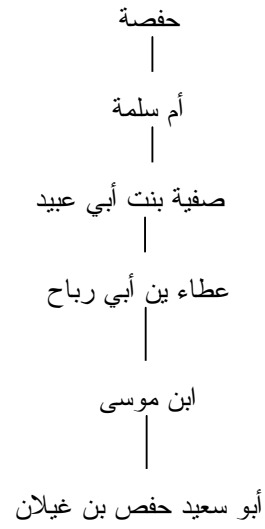 حفصة
أم سلمة
صفية بنت أبي عبيد
عطاء ين أبي رباح
ابن موسى
أبو سعيد حفص بن غيلان